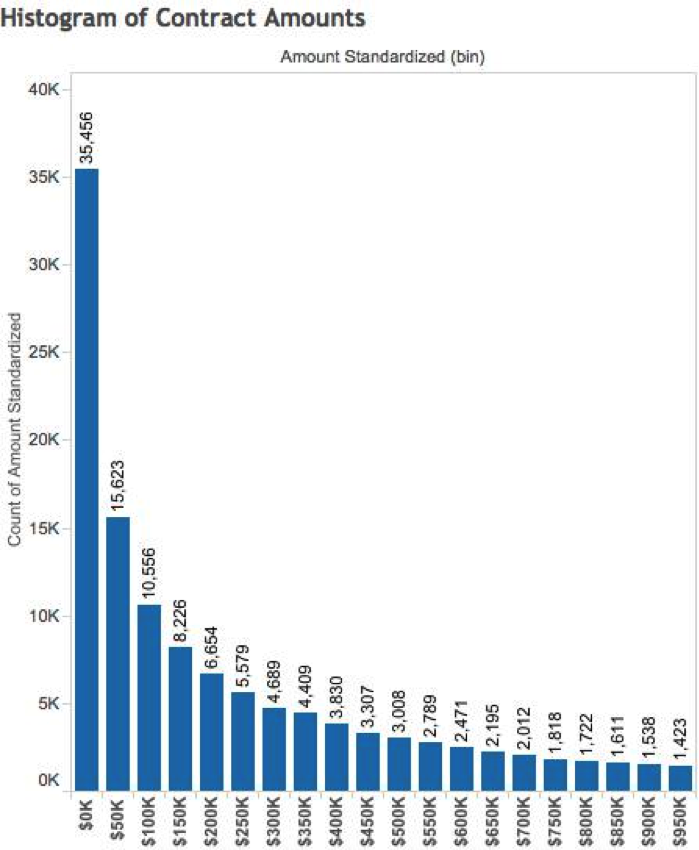 Histogram of Contract Amounts
Amount Standardized (bin)
Count of Amount Standardized
40K
35K
30K
25K
20K
15K
10K
5K
0K
35,456
15,623
10,556
8,226
6,654
5,579
4,689
4,409
3,830
3,307
3,008
2,789
2,471
2,195
2,012
1,818
1,722
1,611
1,538
1,423
$0K
$50K
$100K
$150K
$200K
$250K
$300K
$350K
$400K
$450K
$500K
$550K
$600K
$650K
$700K
$750K
$800K
$850K
$900K
$950K